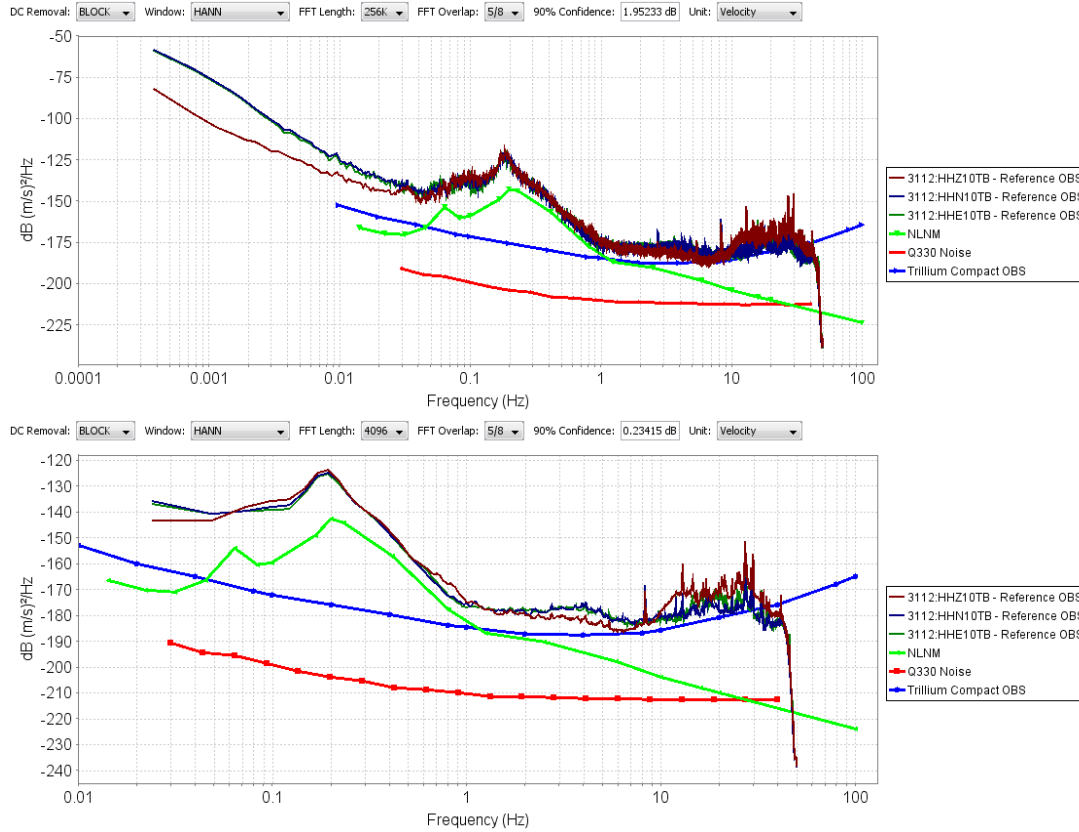 DC Removal: BLOCK Window: HANN FFT Length: 256K FFT Overlap: 5/8 90% Confidence: 1.95233 dB Unit: Velocity
-50
-75
-100
-125
-150
-175
-200
-225
dB (m/s)²/Hz
0.0001 0.001 0.01 0.1 1 10 100
Frequency (Hz)
3112:HHZ10TB - Reference OBS
3112:HHN10TB - Reference OBS
3112:HHE10TB - Reference OBS
NLNM
Q330 Noise
Trillium Compact OBS
DC Removal: BLOCK Window: HANN FFT Length: 4096 FFT Overlap: 5/8 90% Confidence: 0.23415 dB Unit: Velocity
-120
-130
-140
-150
-160
-170
-180
-190
-200
-210
-220
-230
-240
dB (m/s)²/Hz
0.01 0.1 1 10 100
Frequency (Hz)
3112:HHZ10TB - Reference OBS
3112:HHN10TB - Reference OBS
3112:HHE10TB - Reference OBS
NLNM
Q330 Noise
Trillium Compact OBS